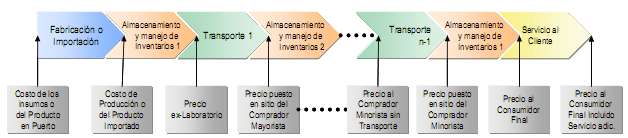 Fabricación o
Importación
Almacenamiento
y manejo de
Inventarios 1
Transporte 1
Almacenamiento
y manejo de
Inventarios 2
Transporte
n-1
Almacenamiento
y manejo de
Inventarios 1
Servicio al
Cliente
Costo de los
insumos o del
Producto
en Puerto
Costo de
Producción o
del Producto
Importado
Precio
ex-Laboratorio
Precio puesto
en sitio del
Comprador
Mayorista
Precio al
Comprador
Minorista sin
Transporte
Precio puesto
en sitio del
Comprador
Minorista
Precio al
Consumidor
Final
Precio al
Consumidor
Final Incluido
Servicio adic.